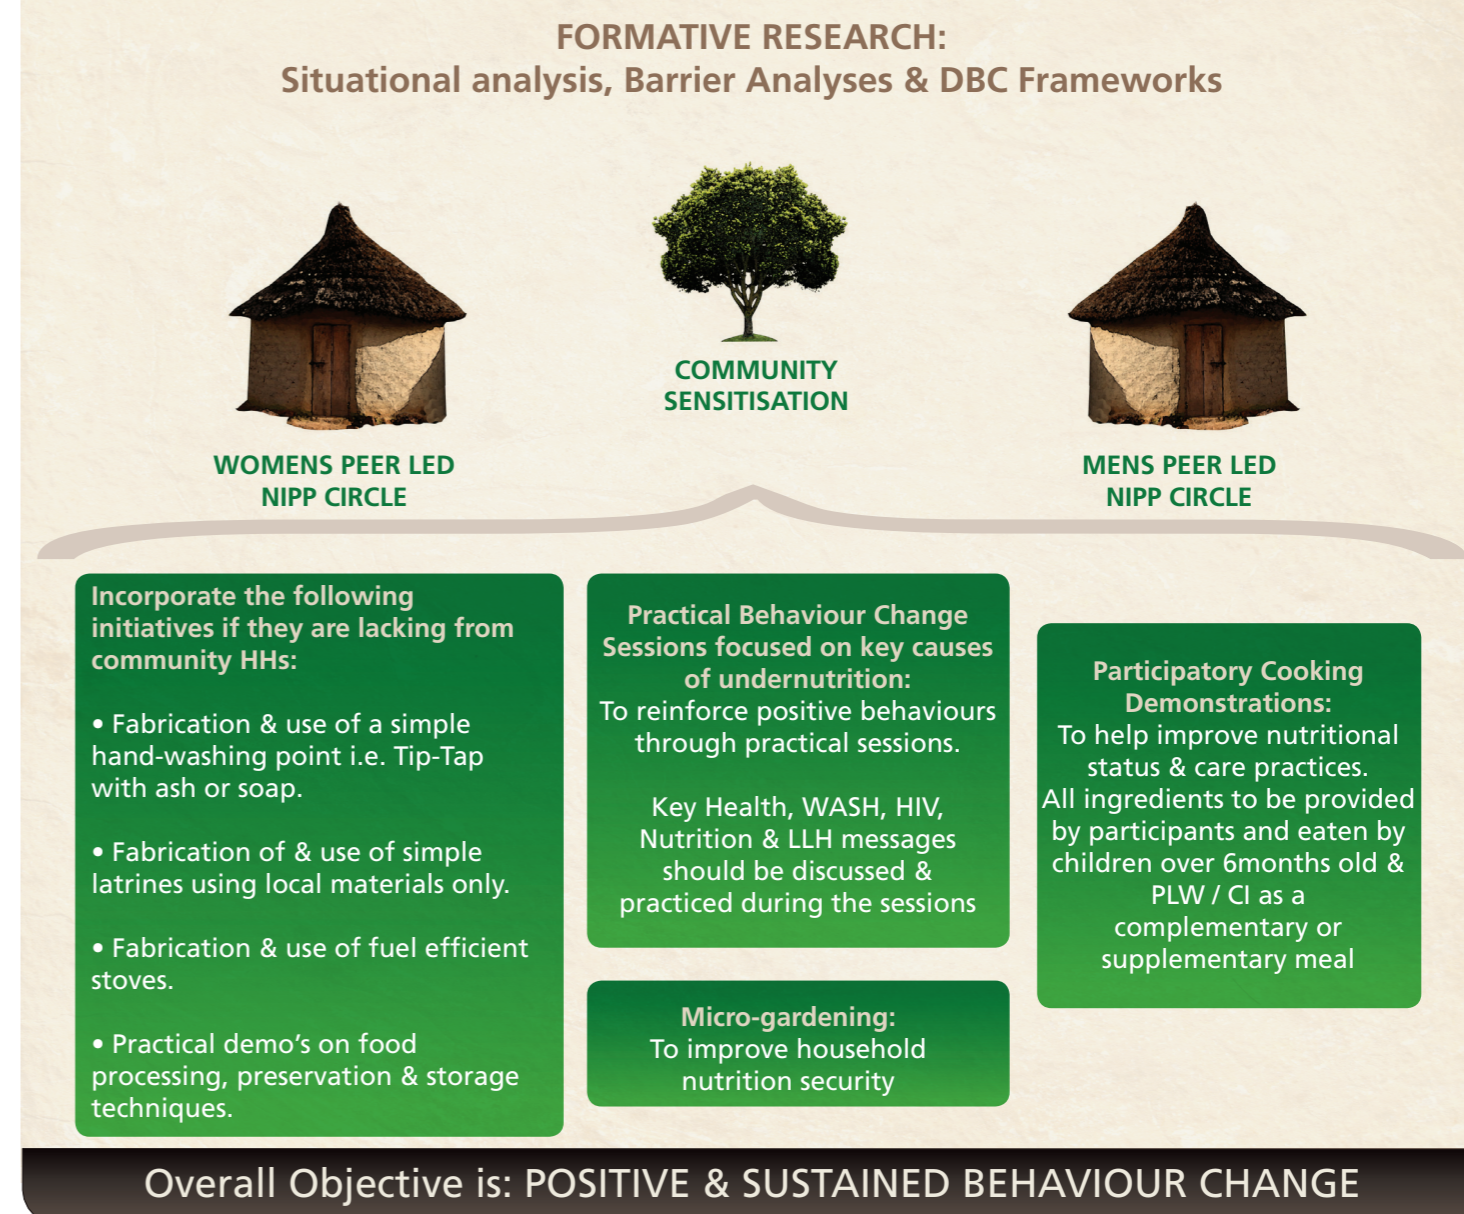 FORMATIVE RESEARCH:
Situational analysis, Barrier Analyses & DBC Frameworks
COMMUNITY
SENSITISATION
WOMENS PEER LED
NIPP CIRCLE
MENS PEER LED
NIPP CIRCLE
Incorporate the following
initiatives if they are lacking from
community HHs:
• Fabrication & use of a simple
hand-washing point i.e. Tip-Tap
with ash or soap.
• Fabrication of & use of simple
latrines using local materials only.
• Fabrication & use of fuel efficient
stoves.
• Practical demo's on food
processing, preservation & storage
techniques.
Practical Behaviour Change
Sessions focused on key causes
of undernutrition:
To reinforce positive behaviours
through practical sessions.
Key Health, WASH, HIV,
Nutrition & LLH messages
should be discussed &
practiced during the sessions
Micro-gardening:
To improve household
nutrition security
Participatory Cooking
Demonstrations:
To help improve nutritional
status & care practices.
All ingredients to be provided
by participants and eaten by
children over 6months old &
PLW / CI as a
complementary or
supplementary meal
Overall Objective is: POSITIVE & SUSTAINED BEHAVIOUR CHANGE